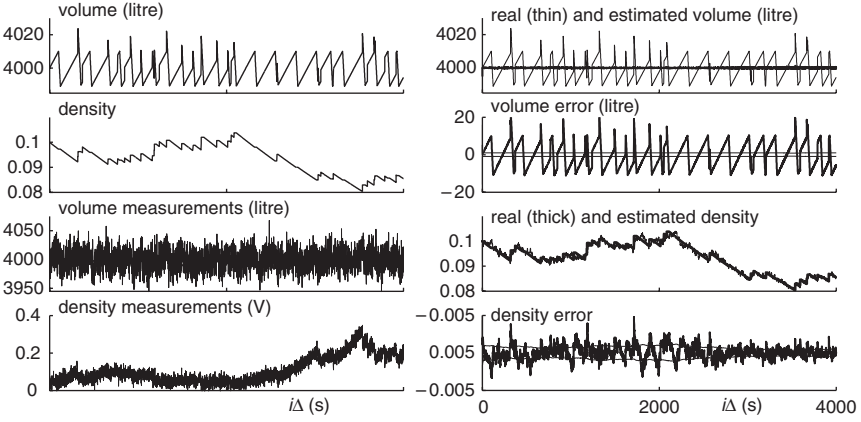 volume (litre)
4020
4000
density
0.1
0.09
0.08
volume measurements (litre)
4050
4000
3950
density measurements (V)
0.4
0.2
0
iΔ (s)
real (thin) and estimated volume (litre)
4020
4000
volume error (litre)
20
0
−20
real (thick) and estimated density
0.1
0.09
0.08
density error
−0.005
0.005
−0.005
0 2000 4000
iΔ (s)